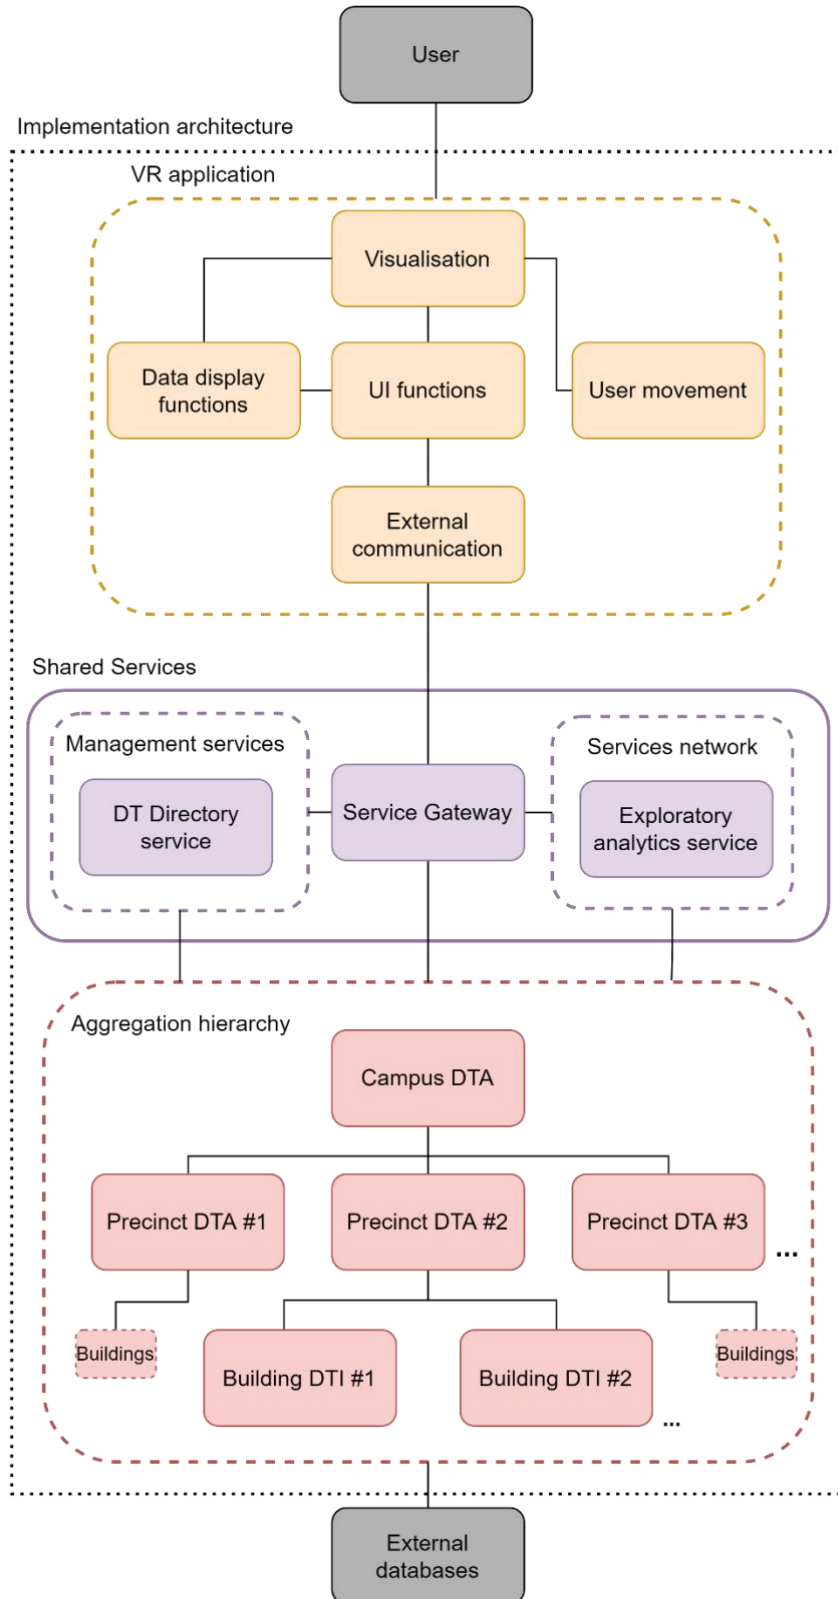 User
Implementation architecture
VR application
Visualisation
Data display
functions
UI functions
User movement
External
communication
Shared Services
Management services
Services network
DT Directory
service
Service Gateway
Exploratory
analytics service
Aggregation hierarchy
Campus DTA
Precinct DTA #1
Precinct DTA #2
Precinct DTA #3
...
Buildings
Building DTI #1
Building DTI #2
...
Buildings
External
databases